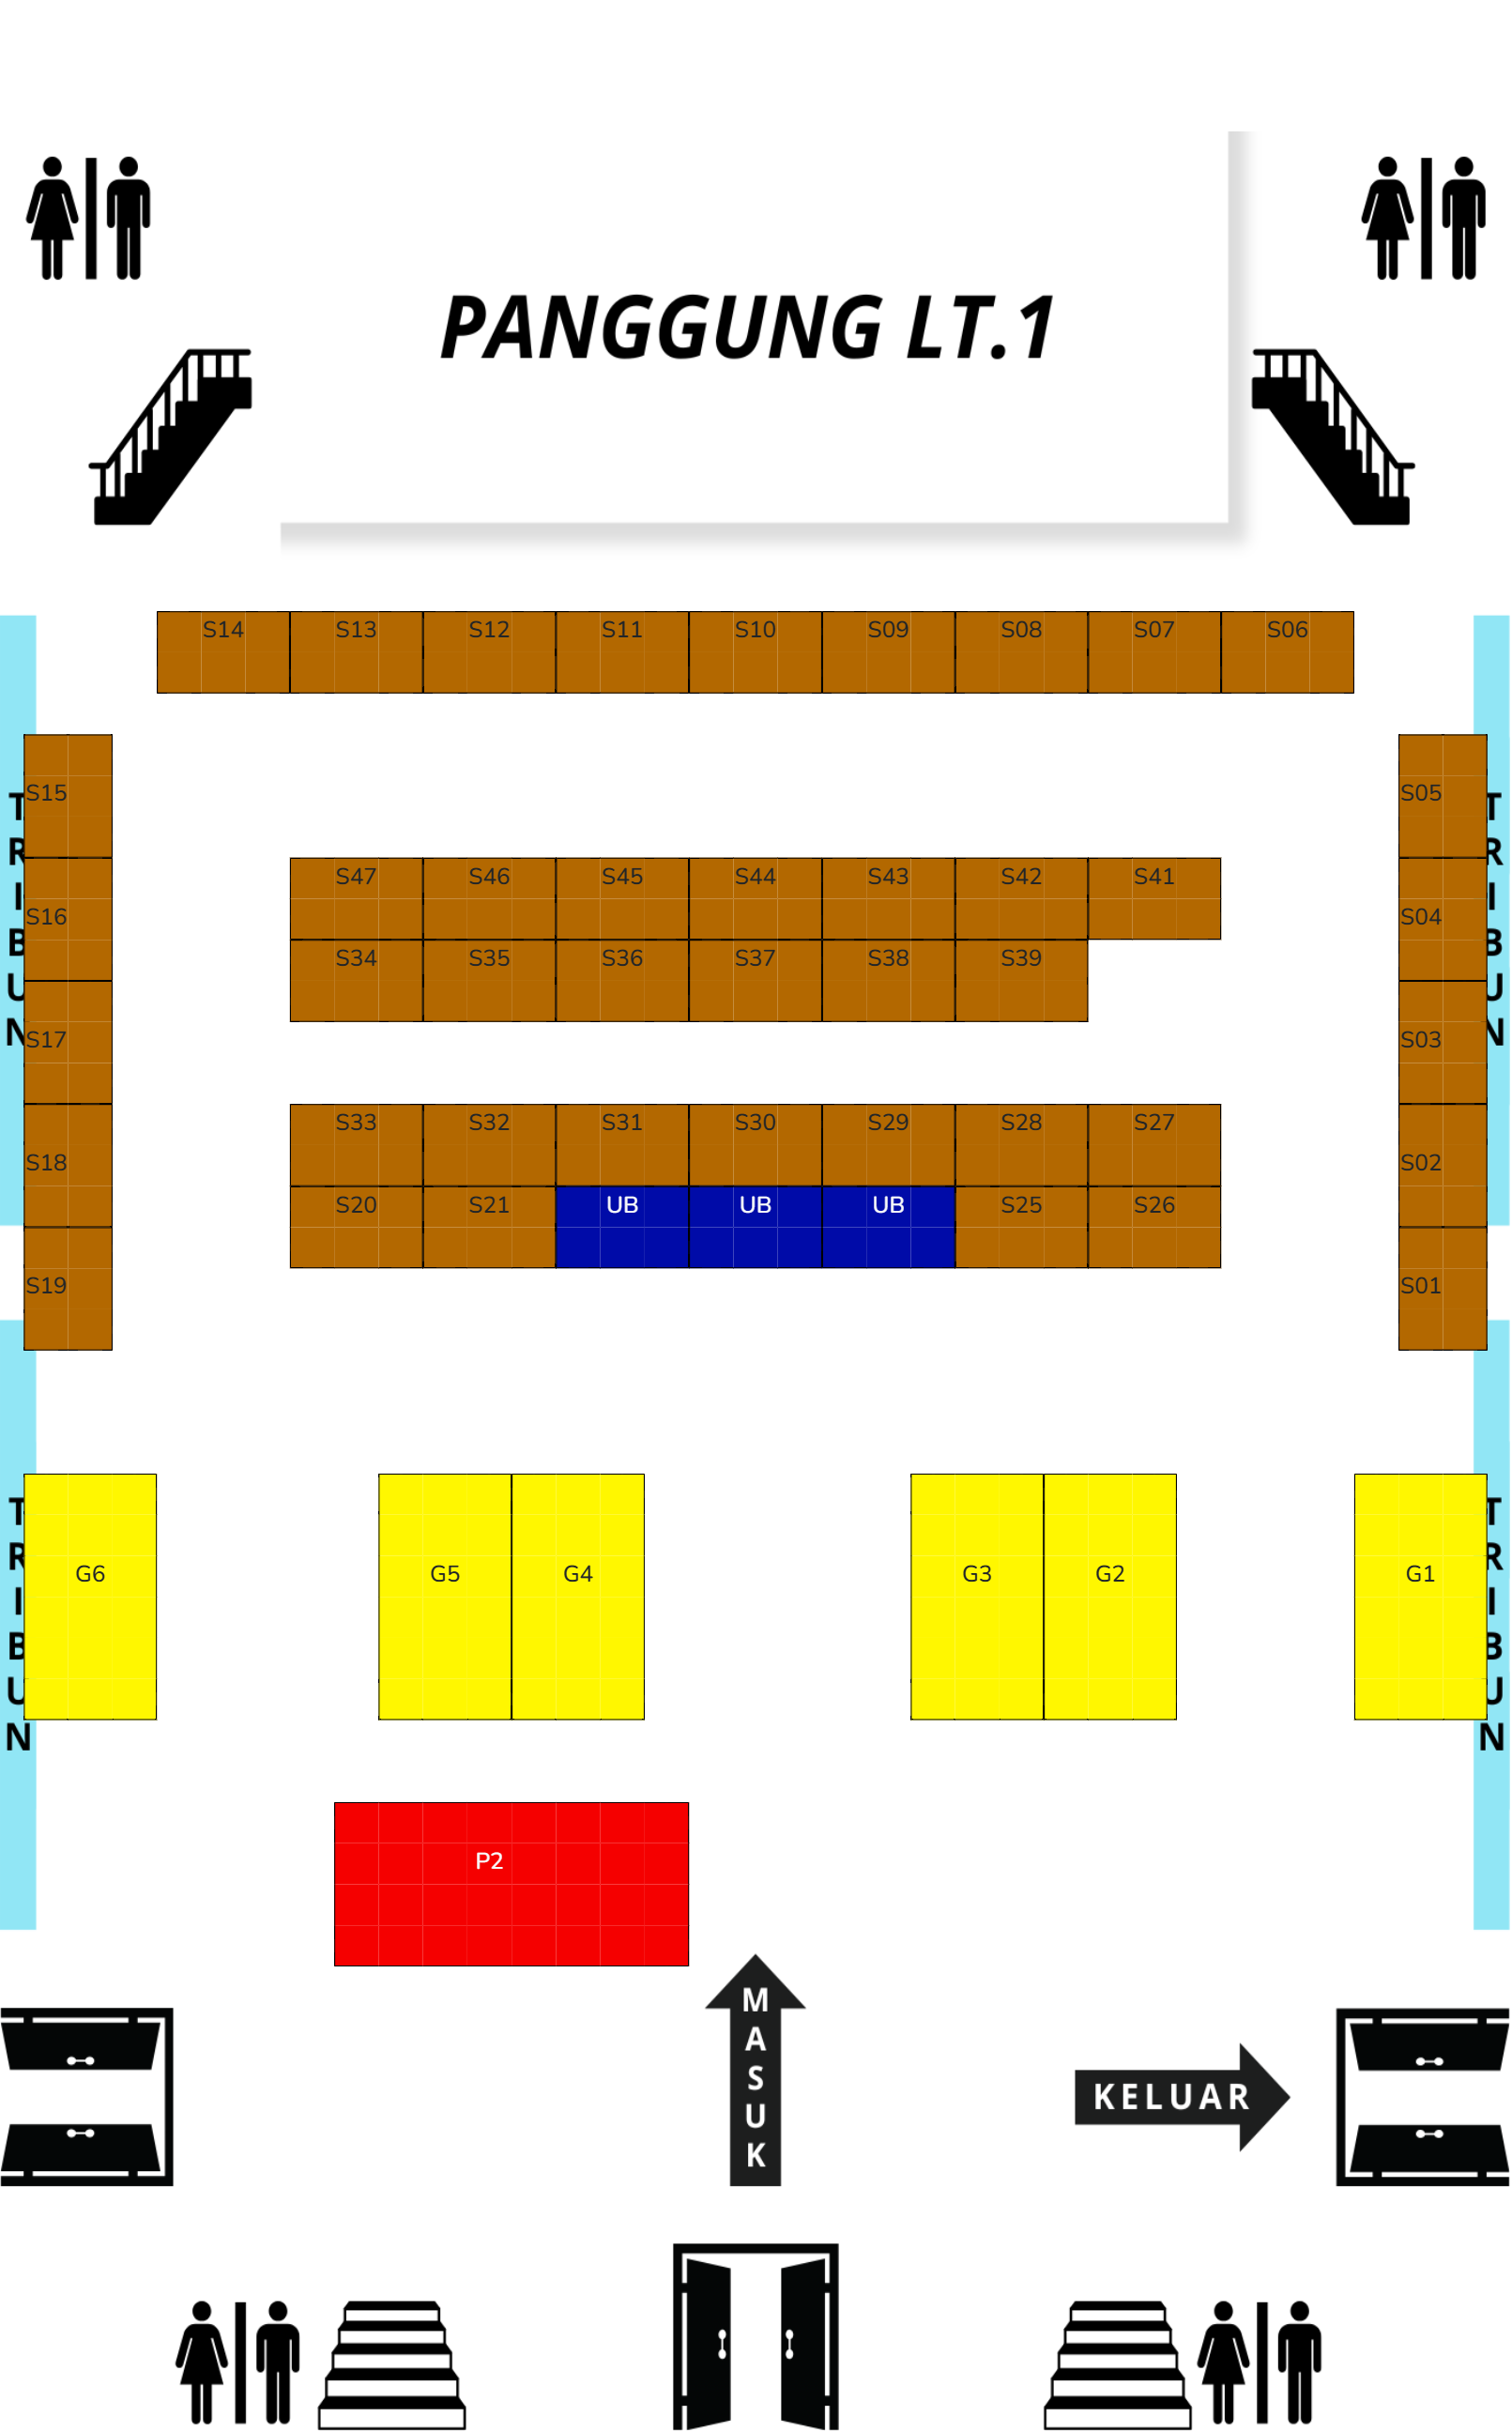 PANGGUNG LT.1
S14 S13 S12 S11 S10 S09 S08 S07 S06
S15
S16
S17
S18
S19
TRIBUN
TRIBUN
S47 S46 S45 S44 S43 S42 S41
S34 S35 S36 S37 S38 S39
S33 S32 S31 S30 S29 S28 S27
S20 S21 UB UB UB S25 S26
S05
S04
S03
S02
S01
TRIBUN
TRIBUN
G6 G5 G4 G3 G2 G1
P2
MASUK
KELUAR